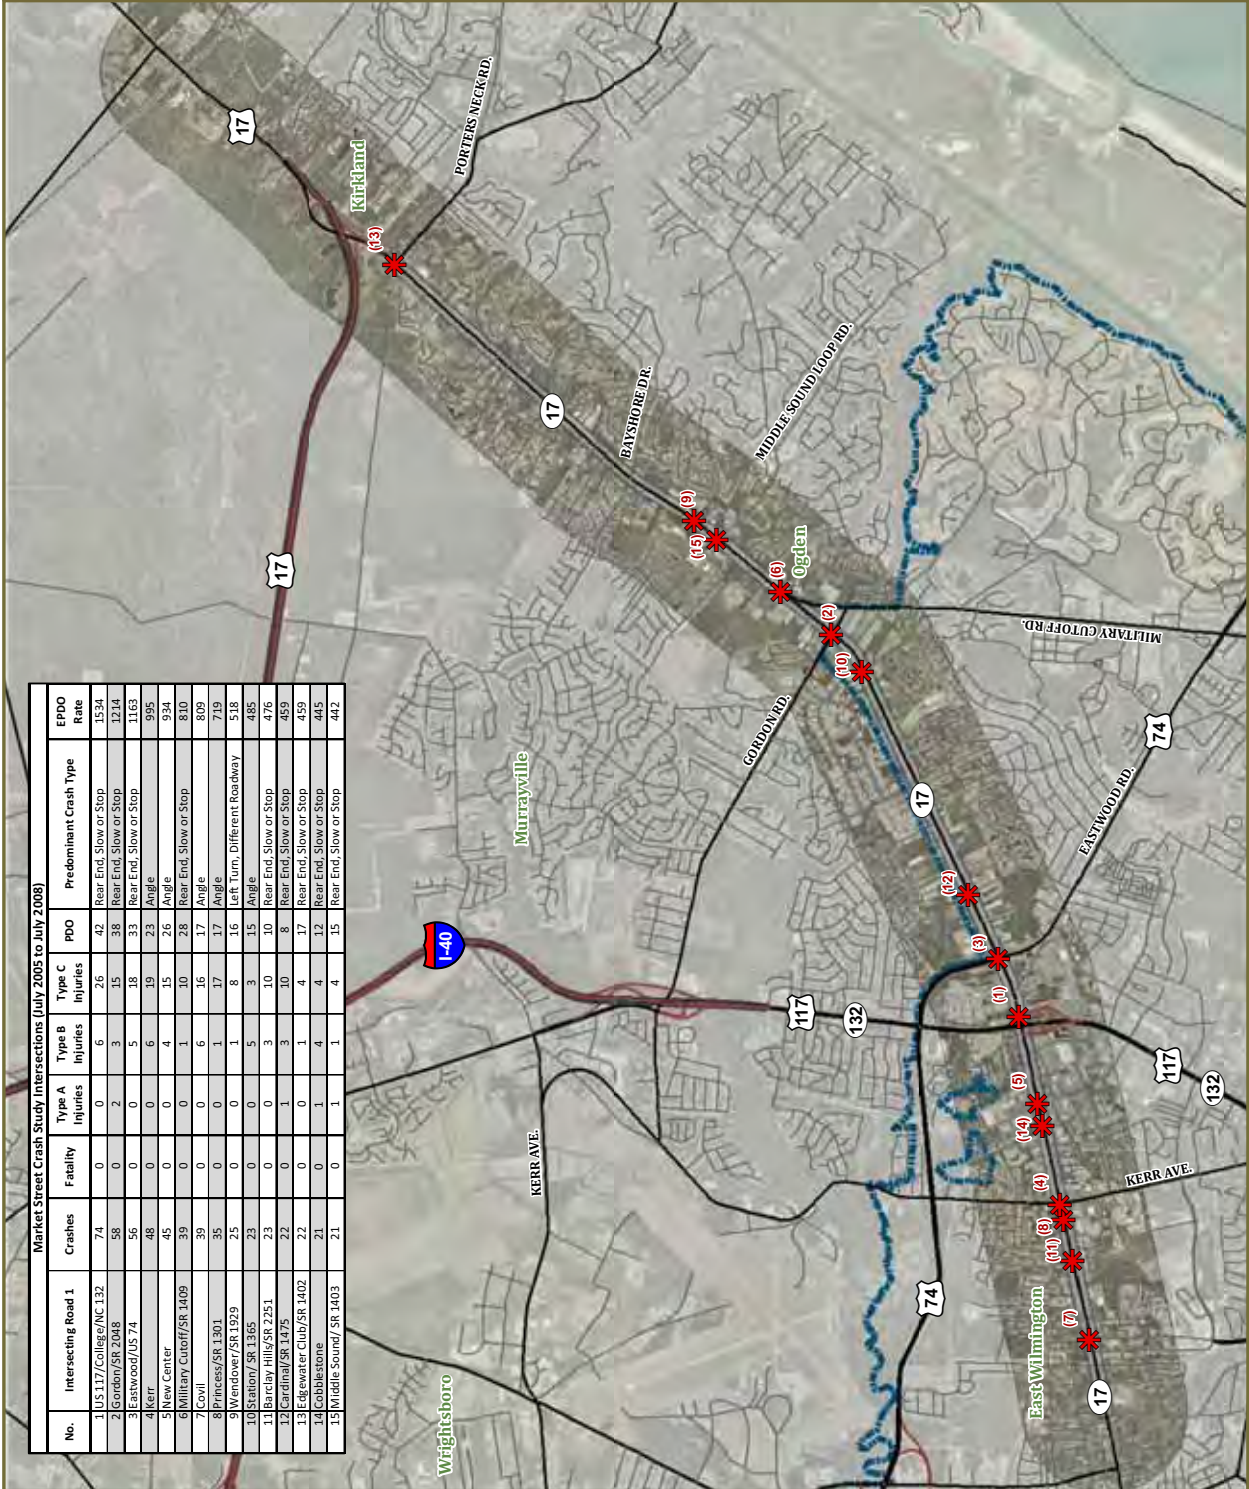 Market Street Crash Study Intersections (July 2005 to July 2008)
No. Intersecting Road 1 Crashes Fatality Type A Injuries Type B Injuries Type C Injuries PDO Predominant Crash Type EPDO Rate
1 US 117/College/NC 132 74 0 0 6 26 42 Rear End, Slow or Stop 1534
2 Gordon/SR 2048 58 0 2 3 15 38 Rear End, Slow or Stop 1214
3 Eastwood/US 74 56 0 0 5 18 33 Rear End, Slow or Stop 1163
4 Kerr 48 0 0 6 19 23 Angle 995
5 New Center 45 0 0 4 15 26 Angle 934
6 Military Cutoff/SR 1409 39 0 0 1 10 28 Rear End, Slow or Stop 810
7 Covil 39 0 0 6 16 17 Angle 809
8 Princess/SR 1301 35 0 0 1 17 17 Angle 719
9 Wendover/SR 1929 25 0 0 1 8 16 Left Turn, Different Roadway 518
10 Station/ SR 1365 23 0 0 5 3 15 Angle 485
11 Barclay Hills/SR 2251 23 0 0 3 10 10 Rear End, Slow or Stop 476
12 Cardinal/SR 1475 22 0 1 3 10 8 Rear End, Slow or Stop 459
13 Edgewater Club/SR 1402 22 0 0 1 4 17 Rear End, Slow or Stop 459
14 Cobblestone 21 0 1 4 4 12 Rear End, Slow or Stop 445
15 Middle Sound/ SR 1403 21 0 1 1 4 15 Rear End, Slow or Stop 442
17
Kirkland
(13)
PORTERS NECK RD.
17
17
BAYSHORE DR.
MIDDLE SOUND LOOP RD.
(9)
(15)
(6)
Ogden
(2)
(10)
MILITARY CUTOFF RD.
GORDON RD.
Murrayville
17
74
EASTWOOD RD.
(12)
(3)
I-40
117
132
(1)
(5)
(14)
117
132
KERR AVE.
KERR AVE.
(4)
(8)
(11)
(7)
74
East Wilmington
17
Wrightsboro